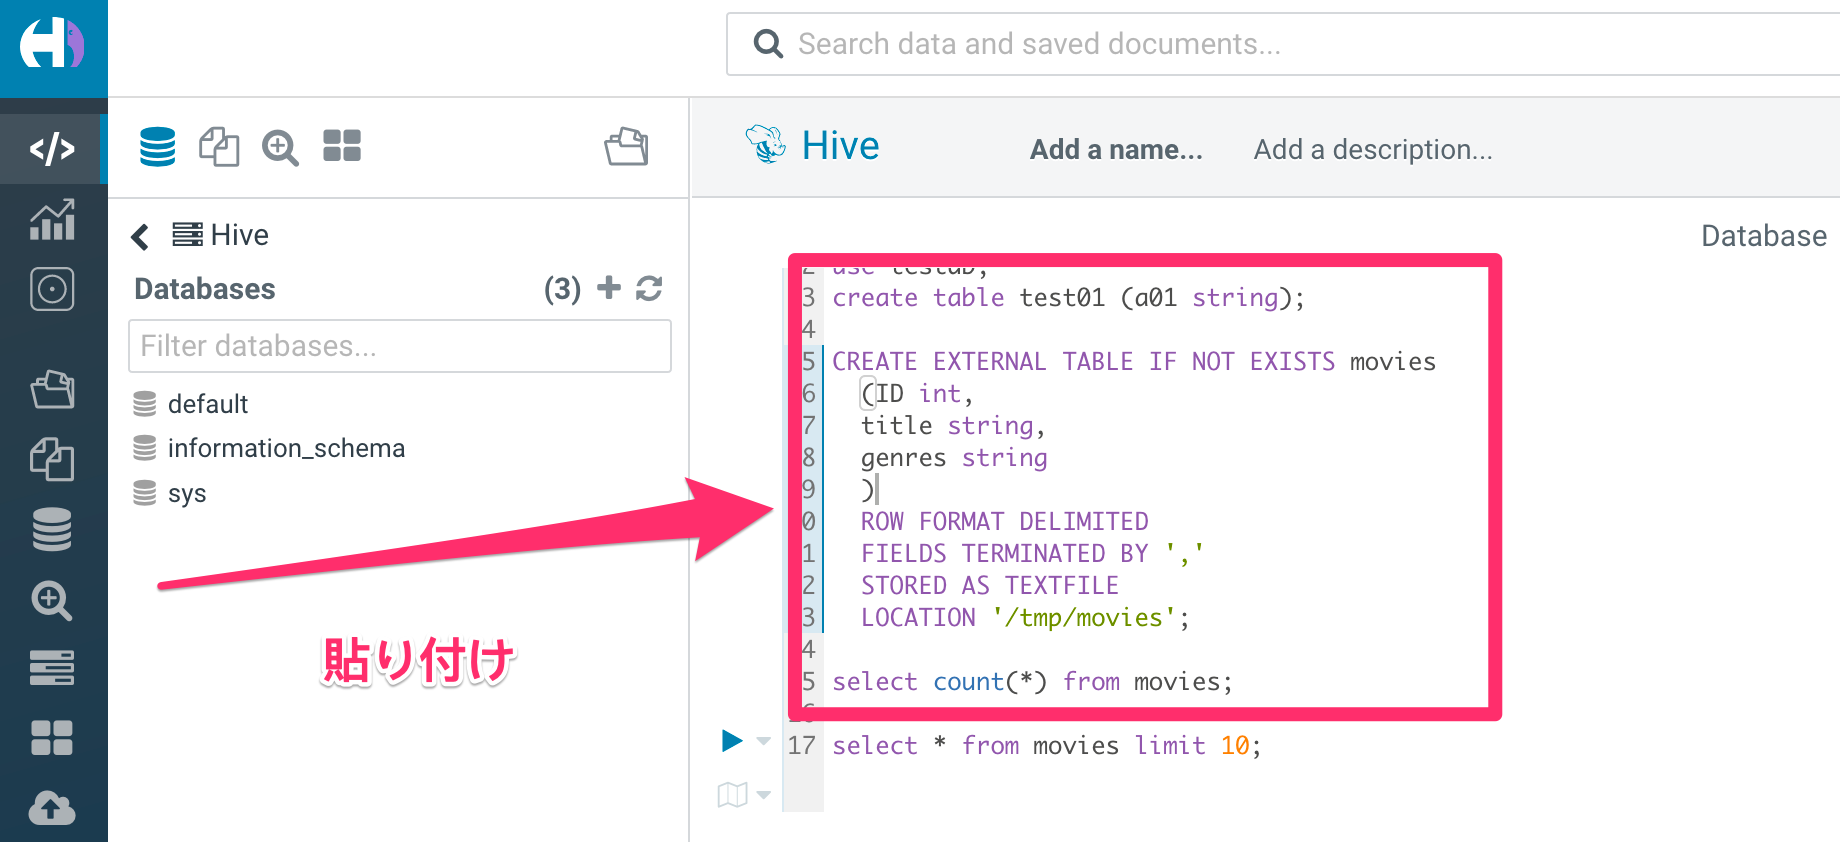 Search data and saved documents...
Hive
Add a name...
Add a description...
Hive
Databases
(3)
Filter databases...
default
information_schema
sys
貼り付け
Database
3 create table test01 (a01 string);
4
5 CREATE EXTERNAL TABLE IF NOT EXISTS movies
6 (ID int,
7 title string,
8 genres string
9 )
0 ROW FORMAT DELIMITED
1 FIELDS TERMINATED BY ','
2 STORED AS TEXTFILE
3 LOCATION '/tmp/movies';
4
5 select count(*) from movies;
17 select * from movies limit 10;